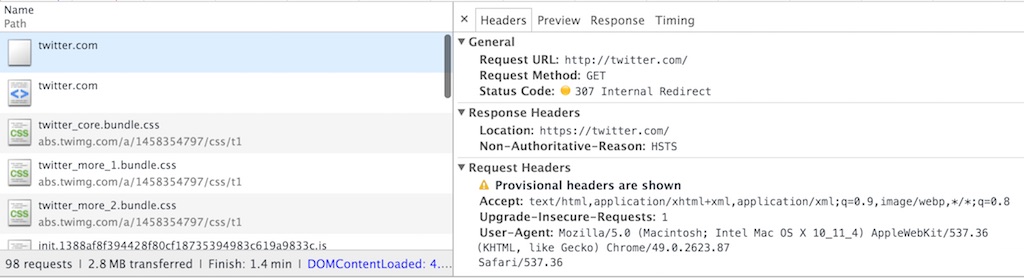 Name
Path
twitter.com
twitter.com
CSS
twitter_core.bundle.css
abs.twimg.com/a/1458354797/css/t1
CSS
twitter_more_1.bundle.css
abs.twimg.com/a/1458354797/css/t1
CSS
twitter_more_2.bundle.css
abs.twimg.com/a/1458354797/css/t1
init.1388af8f394428f80cf18735394983c619a9833c.js
98 requests | 2.8 MB transferred | Finish: 1.4 min | DOMContentLoaded: 4....
× Headers Preview Response Timing
▼ General
Request URL: http://twitter.com/
Request Method: GET
Status Code: 307 Internal Redirect
▼ Response Headers
Location: https://twitter.com/
Non-Authoritative-Reason: HSTS
▼ Request Headers
Provisional headers are shown
Accept: text/html,application/xhtml+xml,application/xml;q=0.9,image/webp,*/*;q=0.8
Upgrade-Insecure-Requests: 1
User-Agent: Mozilla/5.0 (Macintosh; Intel Mac OS X 10_11_4) AppleWebKit/537.36
(KHTML, like Gecko) Chrome/49.0.2623.87
Safari/537.36